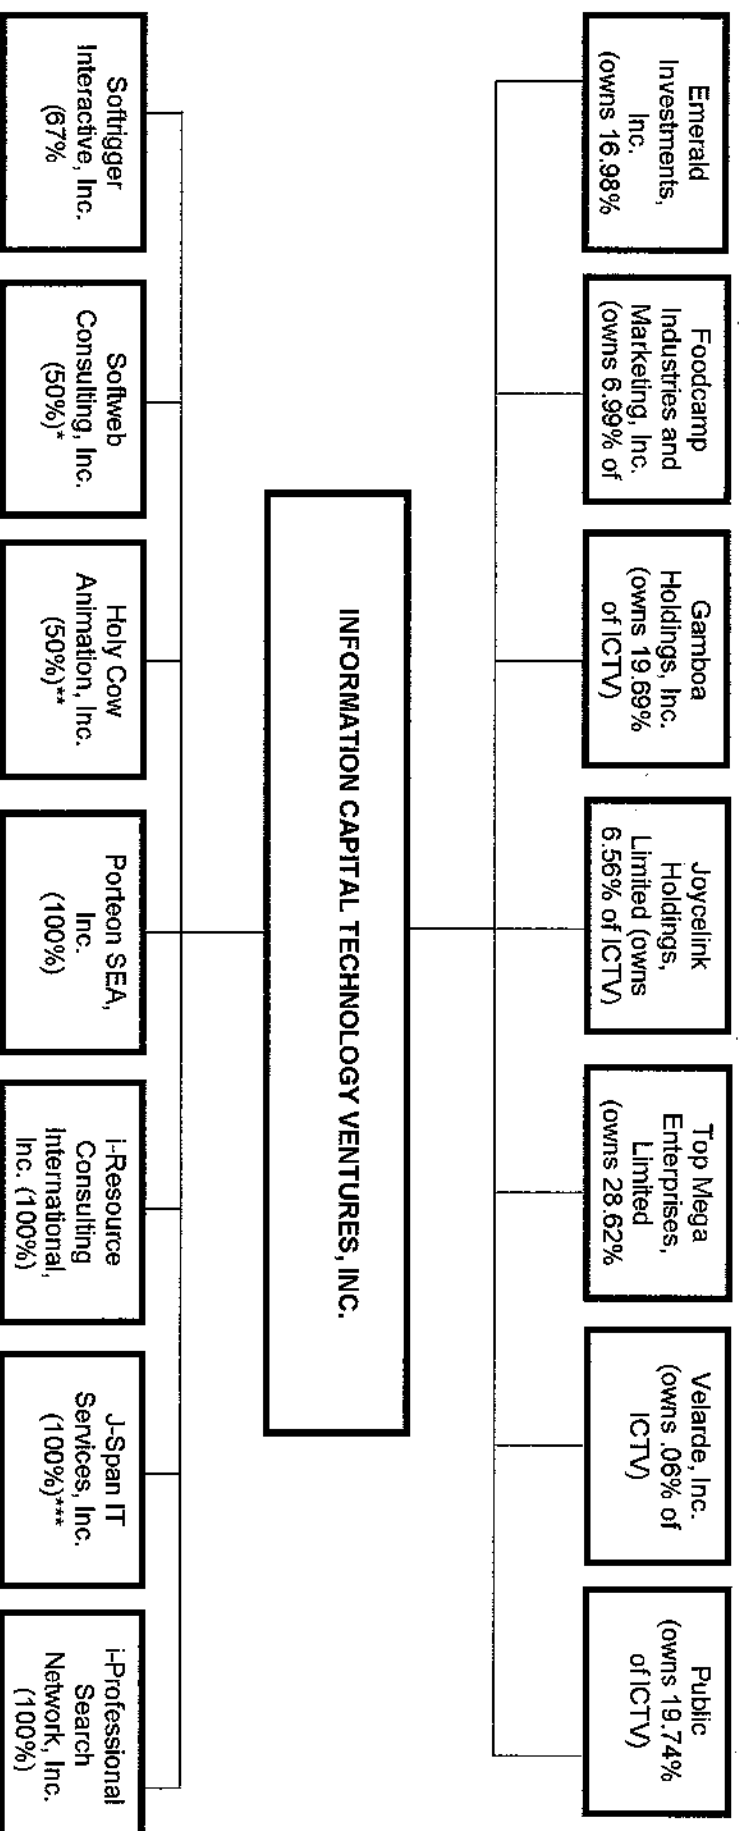 Emerald
Investments,
Inc.
(owns 16.98%
Foodcamp
Industries and
Marketing, Inc.
(owns 6.99% of
Gamboa
Holdings, Inc.
(owns 19.69%
of ICTV)
Joycelink
Holdings,
Limited (owns
6.56% of ICTV)
Top Mega
Enterprises,
Limited
(owns 28.62%
Velarde, Inc.
(owns .06% of
ICTV)
Public
(owns 19.74%
of ICTV)
INFORMATION CAPITAL TECHNOLOGY VENTURES, INC.
Softrigger
Interactive, Inc.
(67%
Softweb
Consulting, Inc.
(50%)*
Holy Cow
Animation, Inc.
(50%)**
Porteon SEA,
Inc.
(100%)
i-Resource
Consulting
International,
Inc. (100%)
J-Span IT
Services, Inc.
(100%)***
i-Professional
Search
Network, Inc.
(100%)